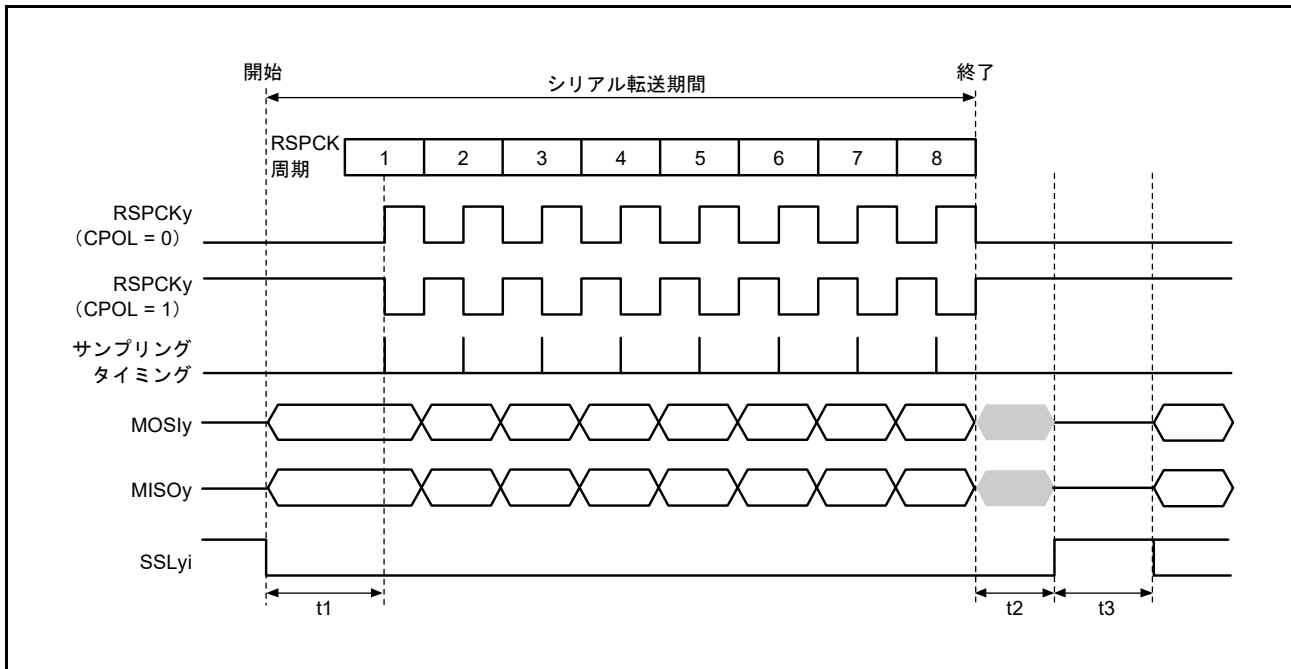 開始
終了
シリアル転送期間
RSPCK
周期
1 2 3 4 5 6 7 8
RSPCKy
（CPOL = 0）
RSPCKy
（CPOL = 1）
サンプリング
タイミング
MOSIy
MISOy
SSLyi
t1
t2
t3